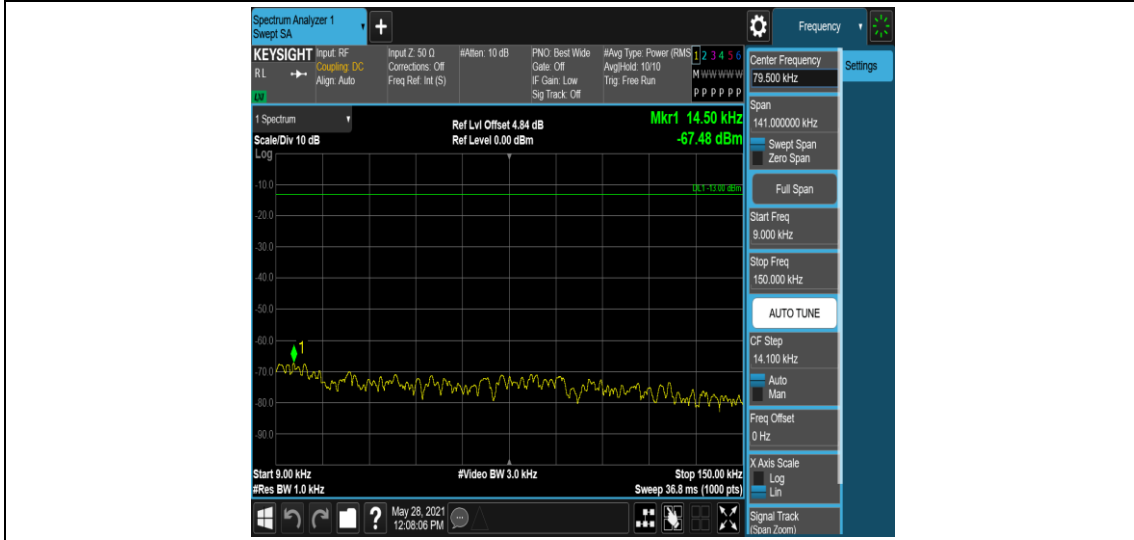 Spectrum Analyzer 1
Swept SA
+
Frequency
KEYSIGHT
RL
LXI
Input: RF
Coupling: DC
Align: Auto
Input Z: 50 Ω
Corrections: Off
Freq Ref: Int (S)
#Atten: 10 dB
PNO: Best Wide
Gate: Off
IF Gain: Low
Sig Track: Off
#Avg Type: Power (RMS
Avg|Hold: 10/10
Trig: Free Run
1 2 3 4 5 6
M W W W W W
P P P P P P
1 Spectrum
Scale/Div 10 dB
Log
Ref Lvl Offset 4.84 dB
Ref Level 0.00 dBm
Mkr1 14.50 kHz
-67.48 dBm
DL1 -13.00 dBm
-10.0
-20.0
-30.0
-40.0
-50.0
-60.0
-70.0
-80.0
-90.0
1
Start 9.00 kHz
#Res BW 1.0 kHz
#Video BW 3.0 kHz
Stop 150.00 kHz
Sweep 36.8 ms (1000 pts)
?
May 28, 2021
12:08:06 PM
Center Frequency
79.500 kHz
Settings
Span
141.000000 kHz
Swept Span
Zero Span
Full Span
Start Freq
9.000 kHz
Stop Freq
150.000 kHz
AUTO TUNE
CF Step
14.100 kHz
Auto
Man
Freq Offset
0 Hz
X Axis Scale
Log
Lin
Signal Track
(Span Zoom)